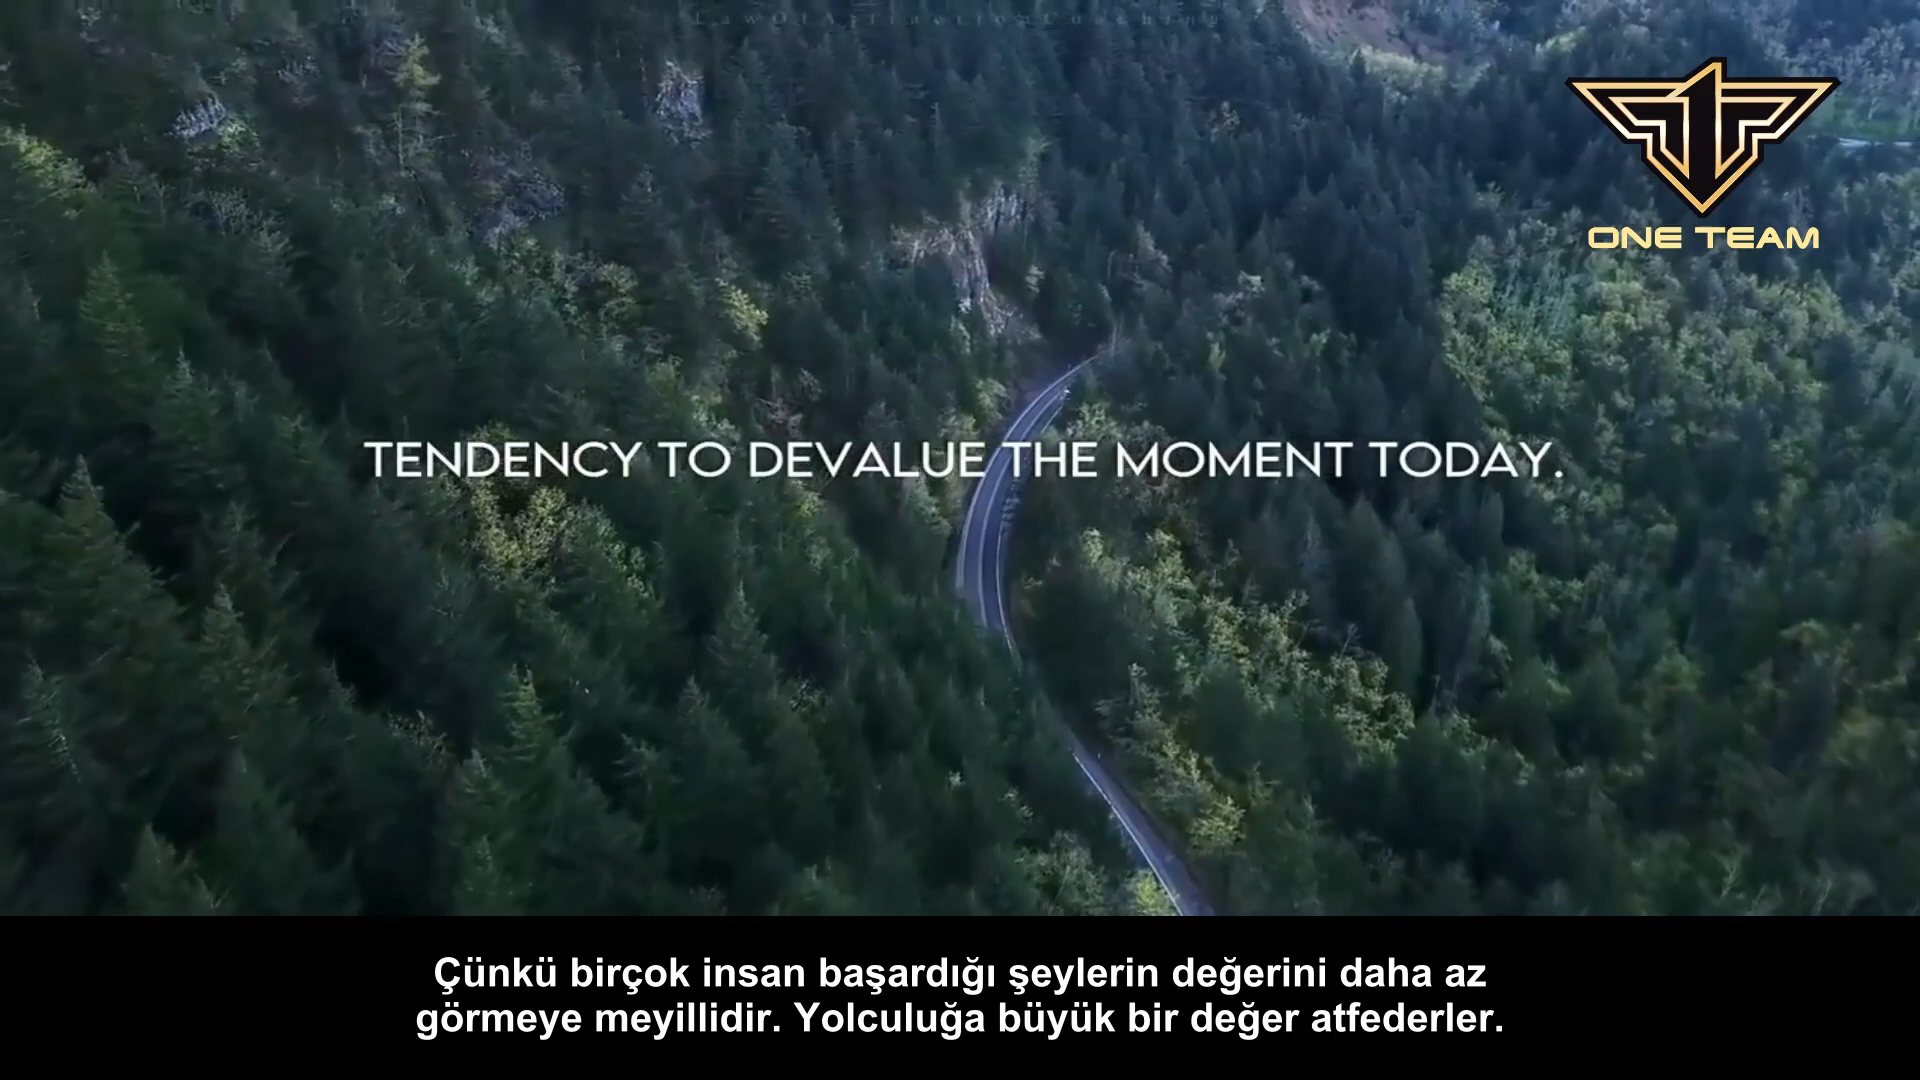 LawOfAttractionCoaching
ONE TEAM
TENDENCY TO DEVALUE THE MOMENT TODAY.
Çünkü birçok insan başardığı şeylerin değerini daha az
görmeye meyillidir. Yolculuğa büyük bir değer atfederler.